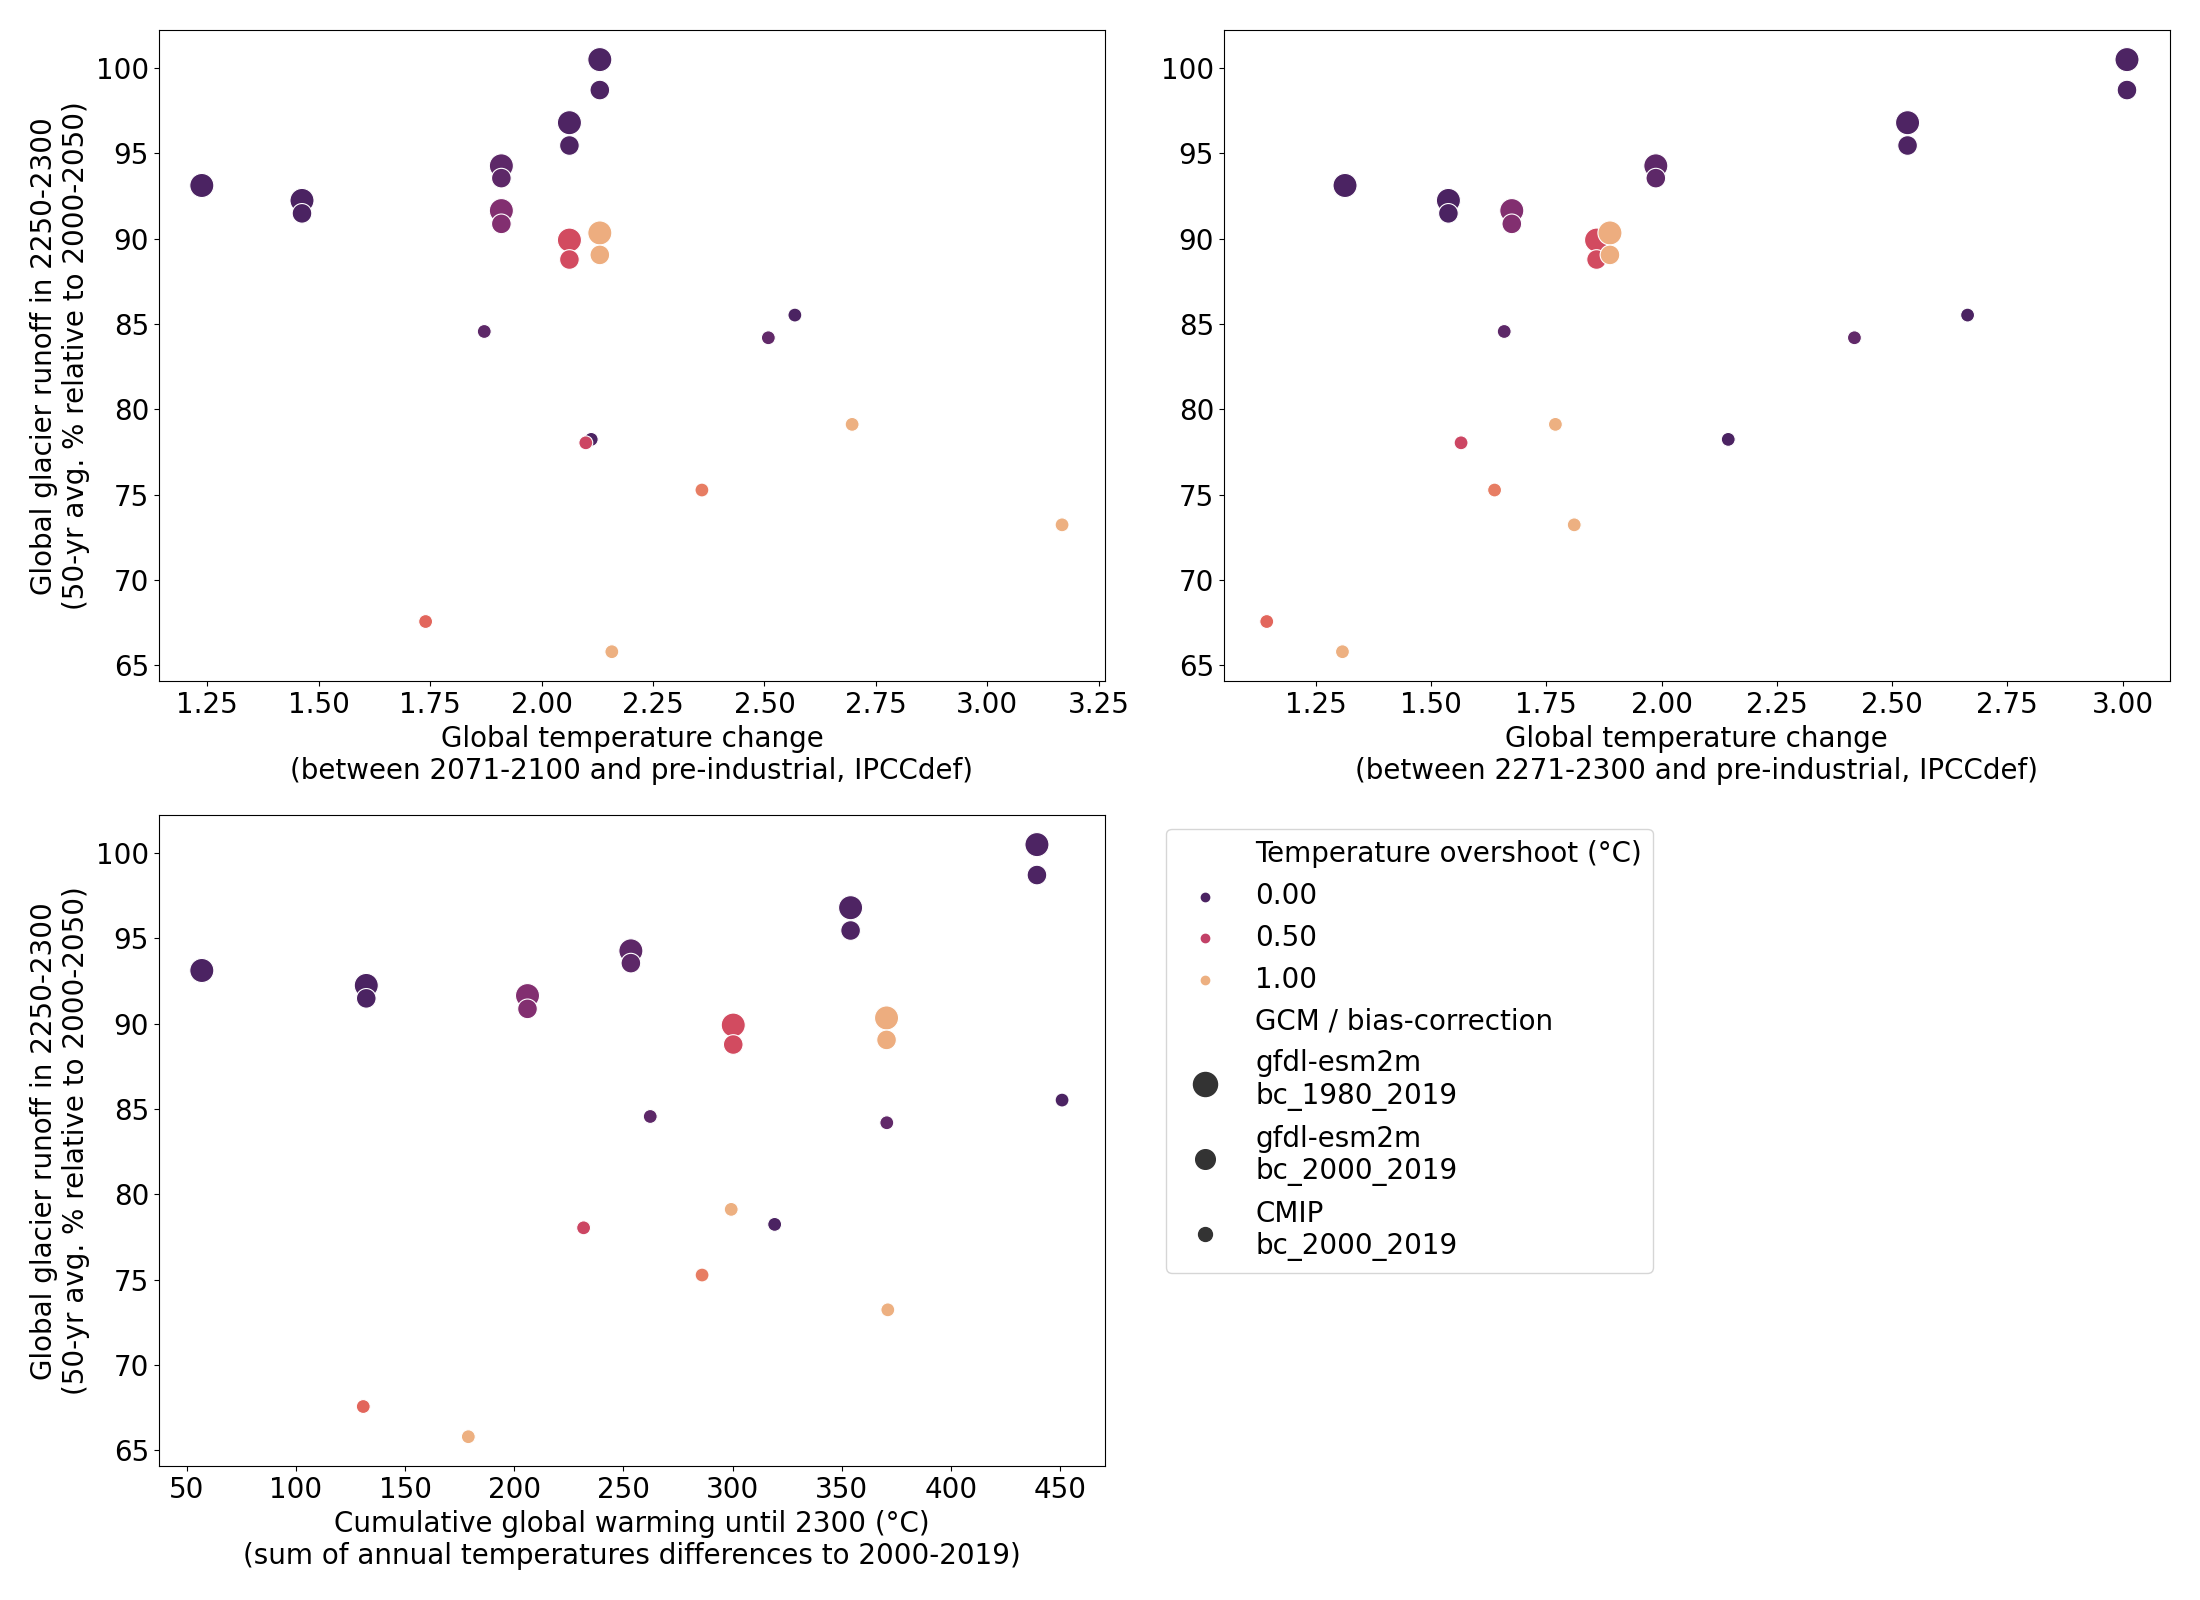 Global glacier runoff in 2250-2300
(50-yr avg. % relative to 2000-2050)
100
95
90
85
80
75
70
65
1.25 1.50 1.75 2.00 2.25 2.50 2.75 3.00 3.25
Global temperature change
(between 2071-2100 and pre-industrial, IPCCdef)
100
95
90
85
80
75
70
65
1.25 1.50 1.75 2.00 2.25 2.50 2.75 3.00
Global temperature change
(between 2271-2300 and pre-industrial, IPCCdef)
Global glacier runoff in 2250-2300
(50-yr avg. % relative to 2000-2050)
100
95
90
85
80
75
70
65
50 100 150 200 250 300 350 400 450
Cumulative global warming until 2300 (°C)
(sum of annual temperatures differences to 2000-2019)
Temperature overshoot (°C)
0.00
0.50
1.00
GCM / bias-correction
gfdl-esm2m
bc_1980_2019
gfdl-esm2m
bc_2000_2019
CMIP
bc_2000_2019